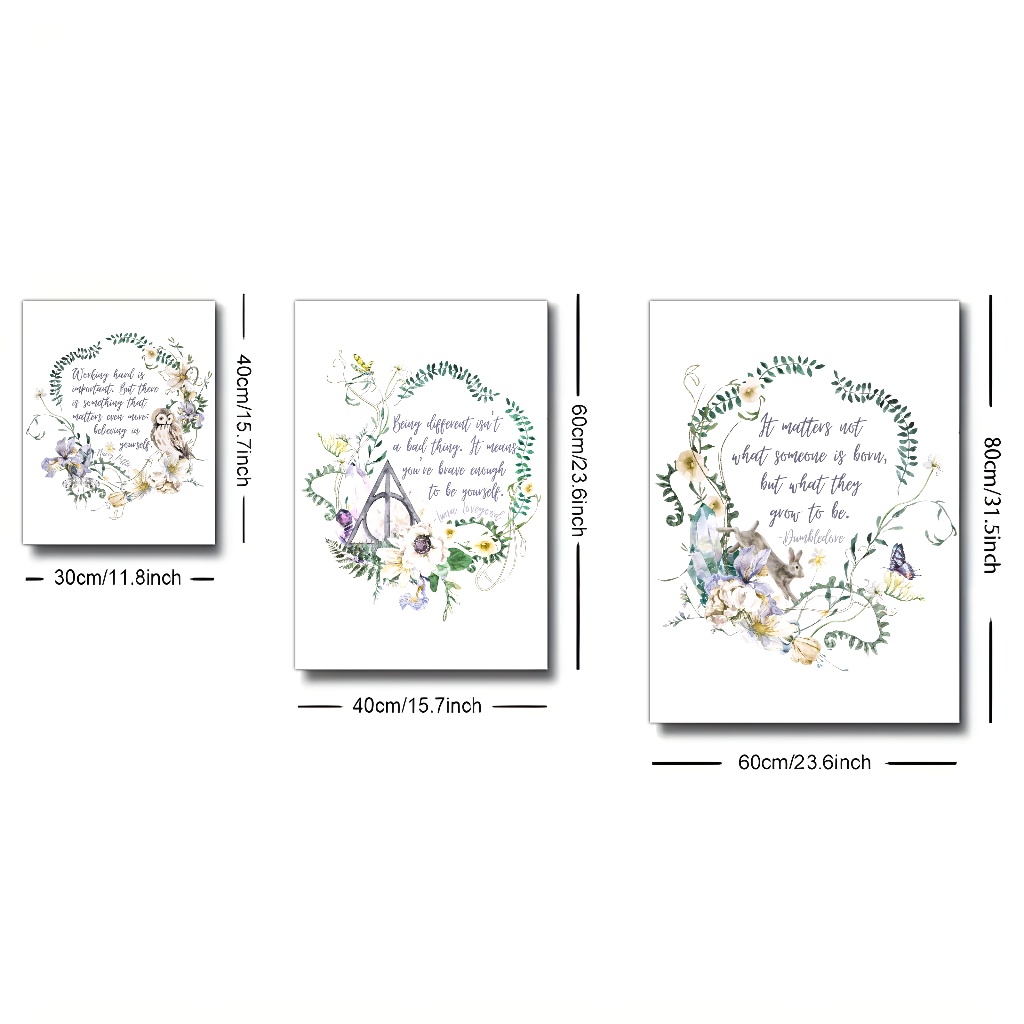 Working hard is
important. But there
is something that
matters even more:
believing in
yourself.
40cm/15.7inch
30cm/11.8inch
Being different isn't
a bad thing. It means
you're brave enough
to be yourself.
-Luna Lovegood
60cm/23.6inch
40cm/15.7inch
It matters not
what someone is born,
but what they
grow to be.
-Dumbledore
80cm/31.5inch
60cm/23.6inch